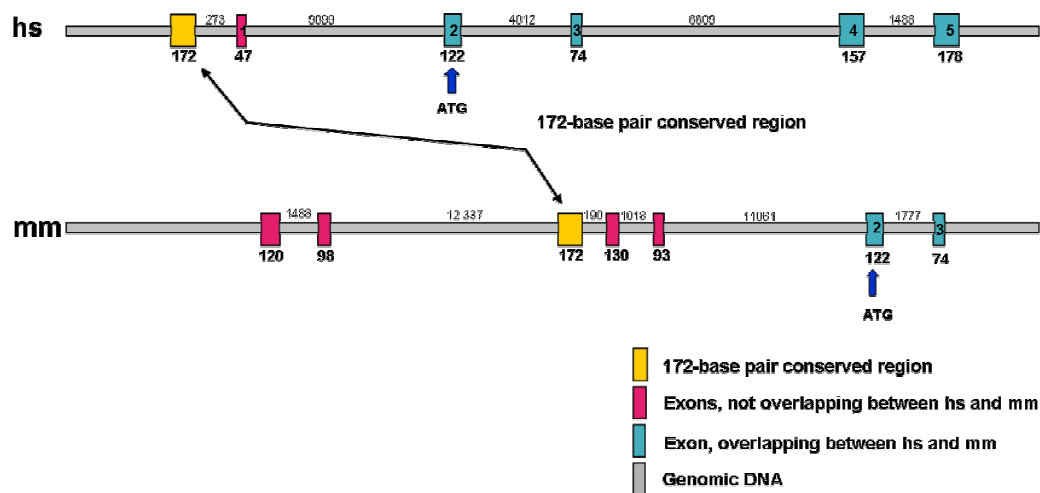 273 9099 4012 6609 1488
hs 1 2 3 4 5
172 47 122 74 157 178
ATG
172-base pair conserved region
1488 12 337 190 1018 11061 1777
mm 2 3
120 98 172 130 93 122 74
ATG
172-base pair conserved region
Exons, not overlapping between hs and mm
Exon, overlapping between hs and mm
Genomic DNA